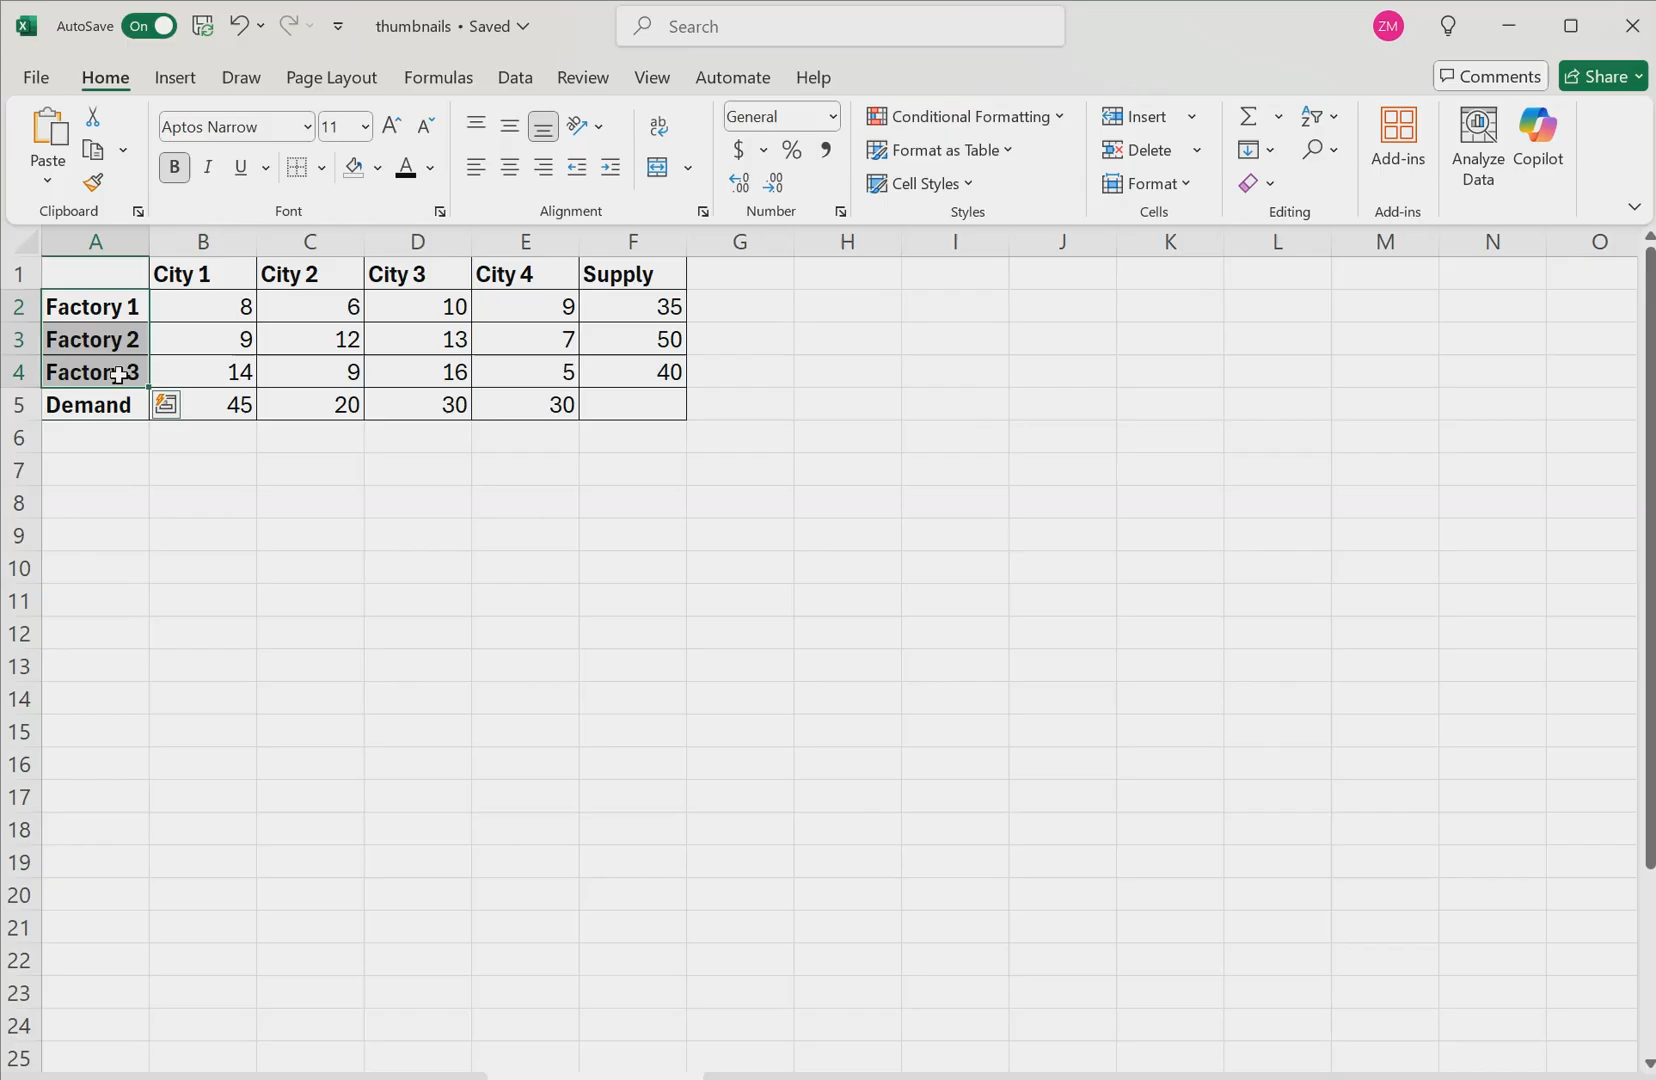 AutoSave On thumbnails • Saved Search ZM
File Home Insert Draw Page Layout Formulas Data Review View Automate Help Comments Share
Paste Aptos Narrow 11 A A General Conditional Formatting Insert Σ Add-ins Analyze Data Copilot
B I U A $ % , Format as Table Delete
Cell Styles Format
Clipboard Font Alignment Number Styles Cells Editing Add-ins
A B C D E F G H I J K L M N O
1 City 1 City 2 City 3 City 4 Supply
2 Factory 1 8 6 10 9 35
3 Factory 2 9 12 13 7 50
4 Factory 3 14 9 16 5 40
5 Demand 45 20 30 30
6
7
8
9
10
11
12
13
14
15
16
17
18
19
20
21
22
23
24
25